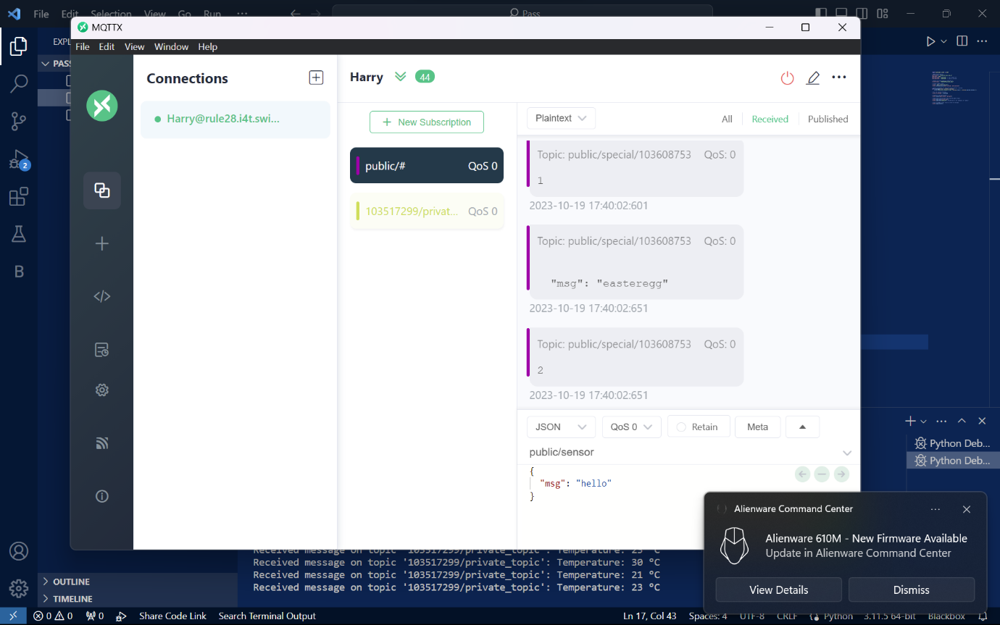 File Edit Selection View Go Run ···
Pass
MQTTX
File Edit View Window Help
Connections
Harry@rule28.i4t.swi...
Harry 44
New Subscription
public/# QoS 0
103517299/privat... QoS 0
Plaintext
All Received Published
Topic: public/special/103608753 QoS: 0
1
2023-10-19 17:40:02:601
Topic: public/special/103608753 QoS: 0
"msg": "easteregg"
2023-10-19 17:40:02:651
Topic: public/special/103608753 QoS: 0
2
2023-10-19 17:40:02:651
JSON QoS 0 Retain Meta
public/sensor
{
"msg": "hello"
}
2
B
Python Deb...
Python Deb...
Alienware Command Center
Alienware 610M - New Firmware Available
Update in Alienware Command Center
View Details Dismiss
Received message on topic '103517299/private_topic': Temperature: 25 °C
Received message on topic '103517299/private_topic': Temperature: 30 °C
Received message on topic '103517299/private_topic': Temperature: 21 °C
Received message on topic '103517299/private_topic': Temperature: 23 °C
OUTLINE
TIMELINE
0 0 0 Share Code Link Search Terminal Output Ln 17, Col 43 Spaces: 4 UTF-8 CRLF Python 3.11.5 64-bit Blackbox